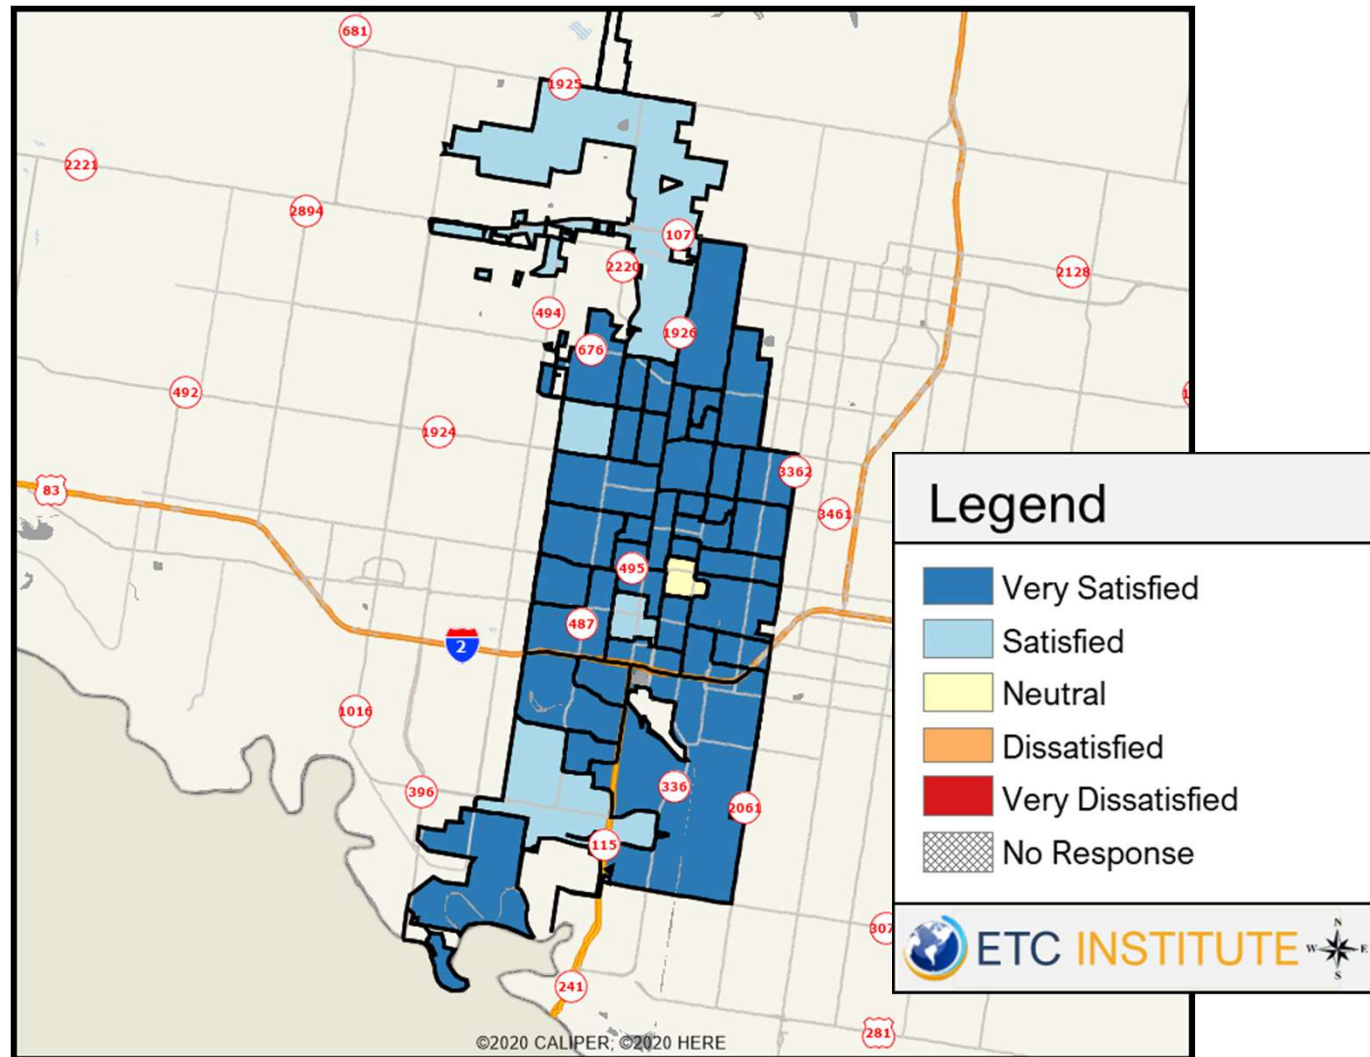 681
1925
2221
2894
107
2220
2128
494
1926
676
492
1924
3362
83
3461
495
487
2
1016
336
396
2061
115
307
241
281
©2020 CALIPER; ©2020 HERE
Legend
Very Satisfied
Satisfied
Neutral
Dissatisfied
Very Dissatisfied
No Response
ETC INSTITUTE
N
W E
S